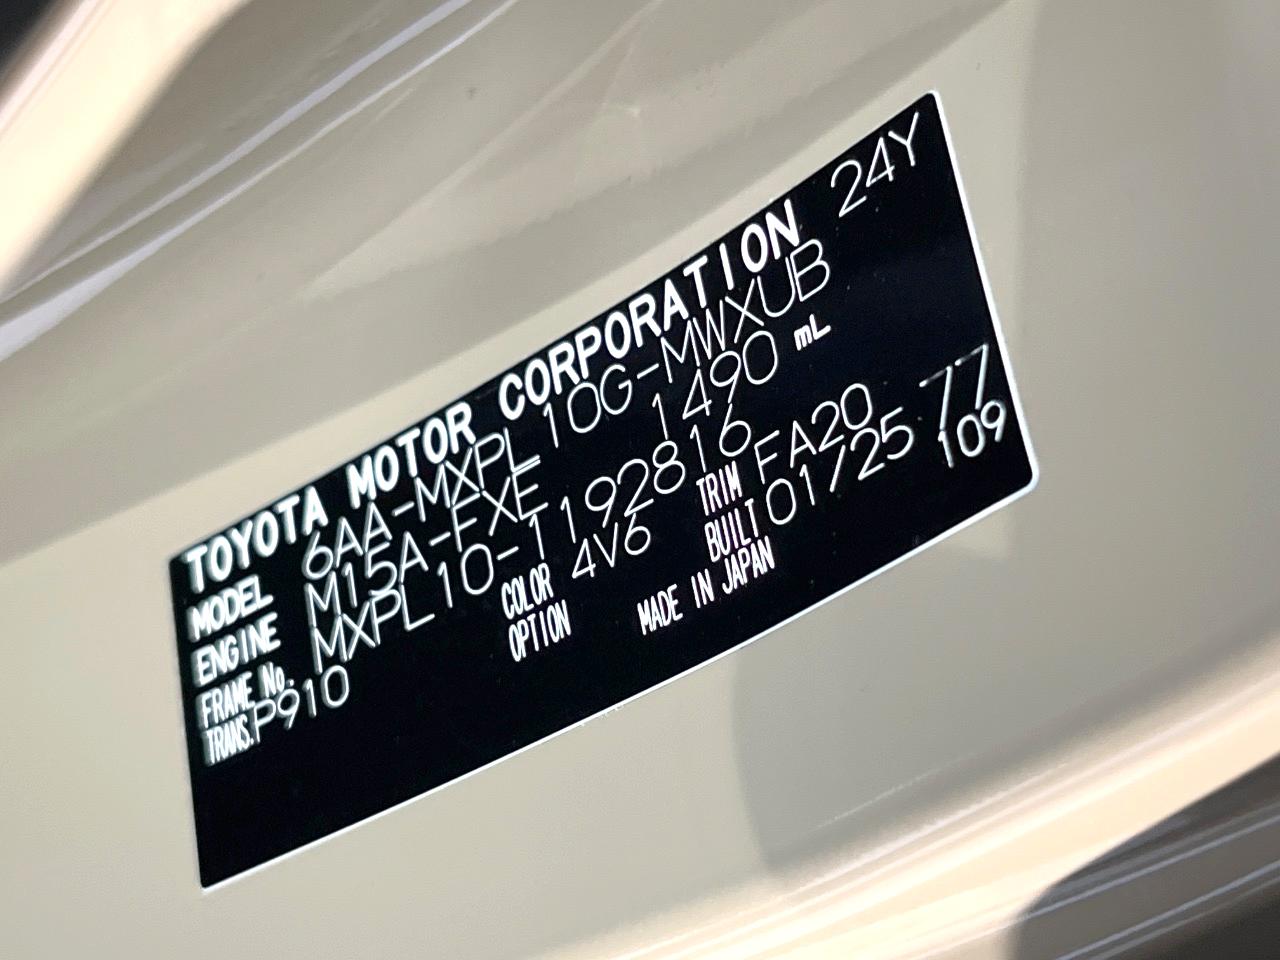 TOYOTA MOTOR CORPORATION 24Y
MODEL 6AA-MXPL10G-MWXUB
ENGINE M15A-FXE 1490 mL
FRAME No. MXPL10-1192816
TRANS. P910 COLOR 4V6 TRIM FA20 77
OPTION BUILT 01/25 109
MADE IN JAPAN